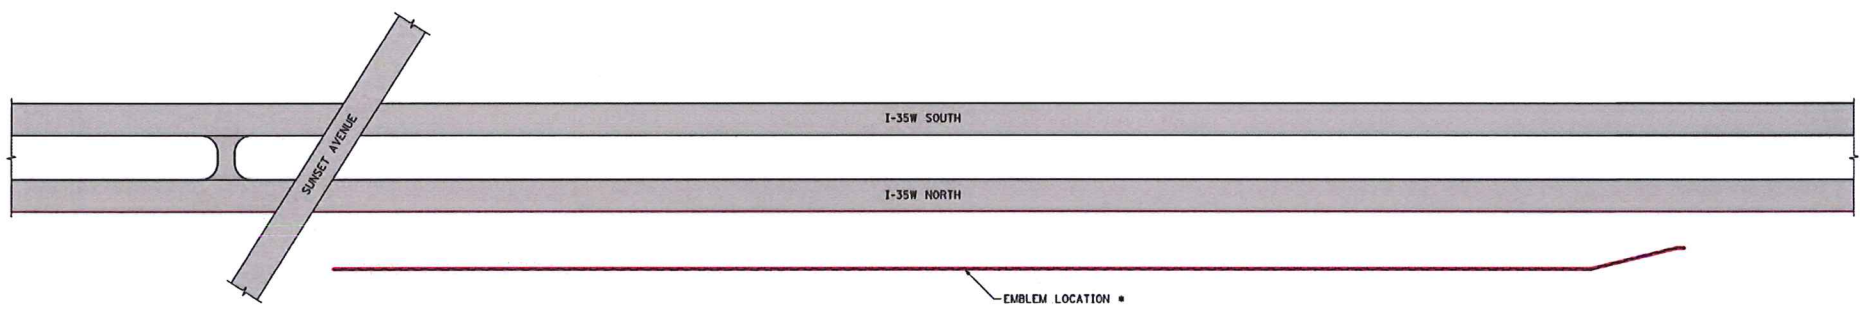 I-35W SOUTH
SUNSET AVENUE
I-35W NORTH
EMBLEM LOCATION *